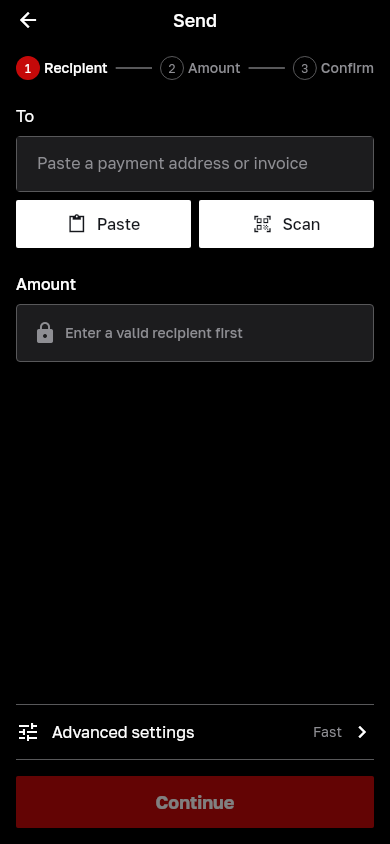 Send
1 Recipient 2 Amount 3 Confirm
To
Paste a payment address or invoice
Paste Scan
Amount
Enter a valid recipient first
Advanced settings Fast
Continue